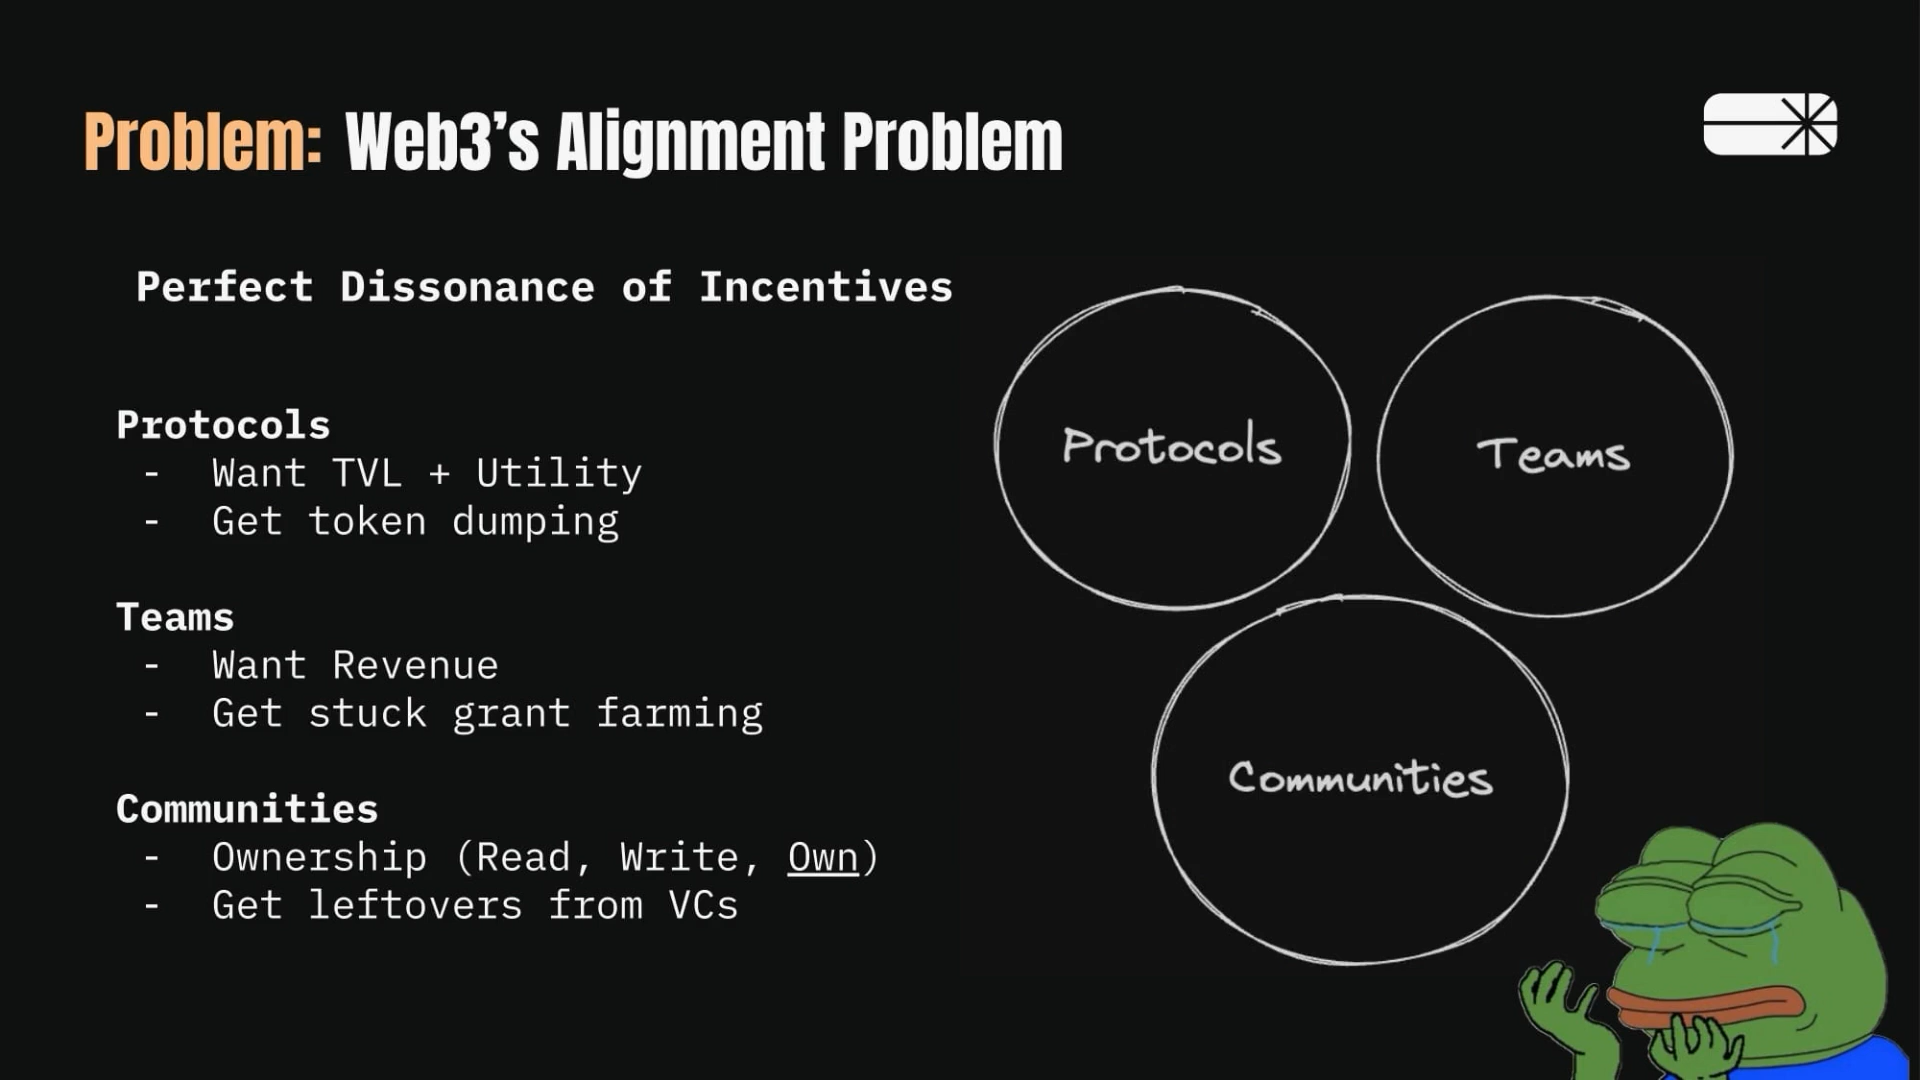 Problem: Web3’s Alignment Problem
Perfect Dissonance of Incentives
Protocols
- Want TVL + Utility
- Get token dumping
Teams
- Want Revenue
- Get stuck grant farming
Communities
- Ownership (Read, Write, Own)
- Get leftovers from VCs
Protocols
Teams
Communities